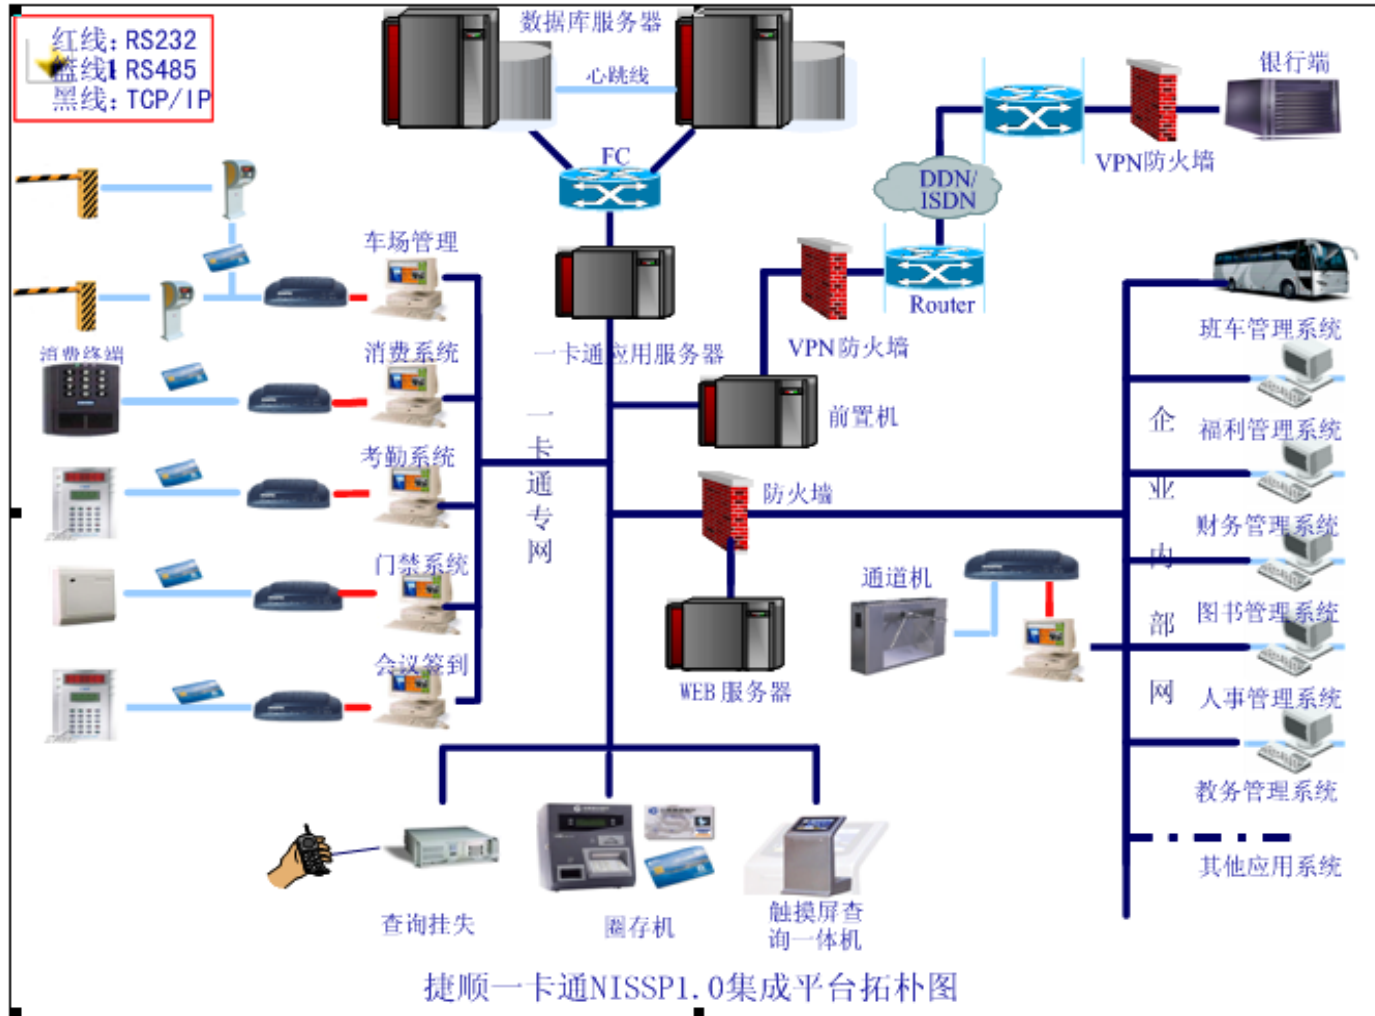 红线: RS232
篮线: RS485
黑线: TCP/IP
数据库服务器
心跳线
FC
银行端
VPN防火墙
DDN/
ISDN
Router
VPN防火墙
车场管理
一卡通应用服务器
消费终端
消费系统
前置机
考勤系统
一卡通专网
防火墙
门禁系统
会议签到
WEB服务器
通道机
企业内部网
班车管理系统
福利管理系统
财务管理系统
图书管理系统
人事管理系统
教务管理系统
其他应用系统
查询挂失
圈存机
触摸屏查
询一体机
捷顺一卡通NISSP1.0集成平台拓朴图